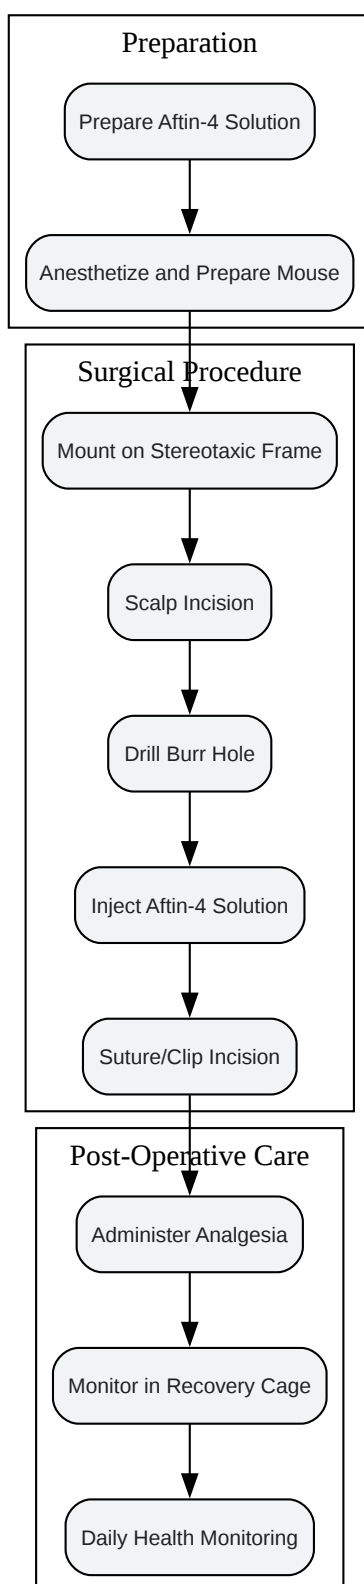 Preparation
Prepare Aftin-4 Solution
Anesthetize and Prepare Mouse
Surgical Procedure
Mount on Stereotaxic Frame
Scalp Incision
Drill Burr Hole
Inject Aftin-4 Solution
Suture/Clip Incision
Post-Operative Care
Administer Analgesia
Monitor in Recovery Cage
Daily Health Monitoring